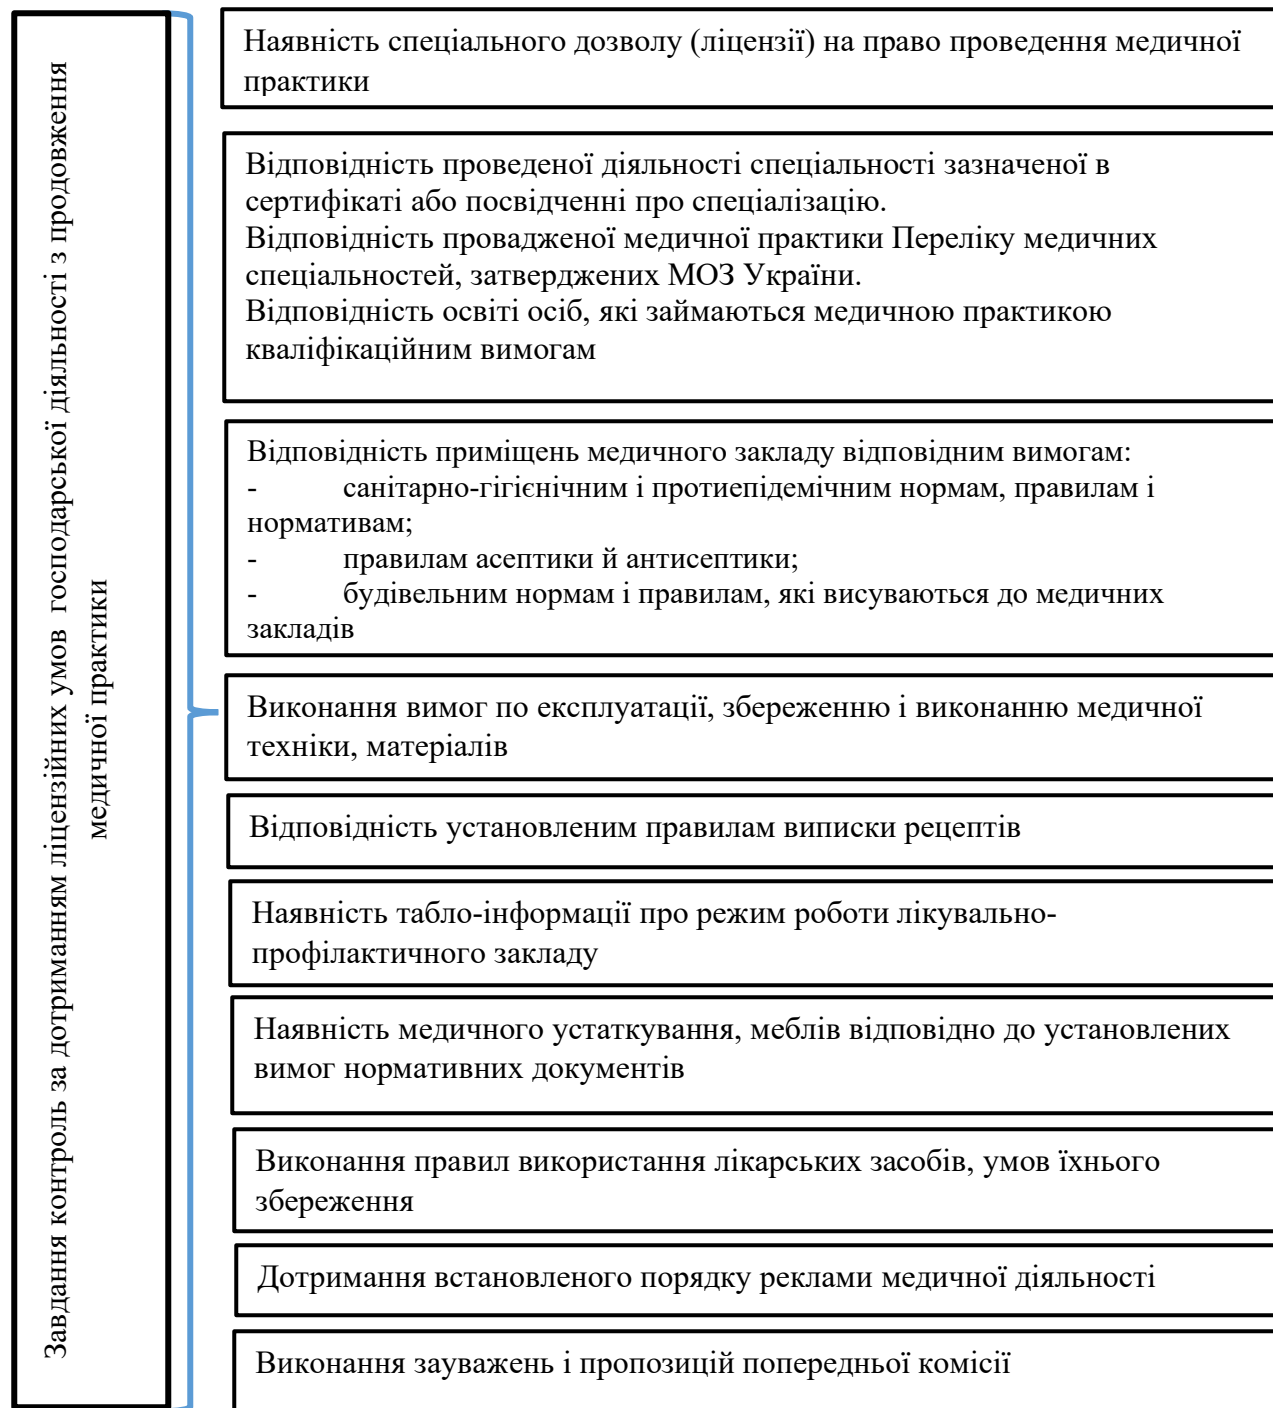 Завдання контроль за дотриманням ліцензійних умов  господарської діяльності з продовження
медичної практики
Наявність спеціального дозволу (ліцензії) на право проведення медичної
практики
Відповідність проведеної діяльності спеціальності зазначеної в
сертифікаті або посвідченні про спеціалізацію.
Відповідність провадженої медичної практики Переліку медичних
спеціальностей, затверджених МОЗ України.
Відповідність освіті осіб, які займаються медичною практикою
кваліфікаційним вимогам
Відповідність приміщень медичного закладу відповідним вимогам:
- санітарно-гігієнічним і протиепідемічним нормам, правилам і
нормативам;
- правилам асептики й антисептики;
- будівельним нормам і правилам, які висуваються до медичних
закладів
Виконання вимог по експлуатації, збереженню і виконанню медичної
техніки, матеріалів
Відповідність установленим правилам виписки рецептів
Наявність табло-інформації про режим роботи лікувально-
профілактичного закладу
Наявність медичного устаткування, меблів відповідно до установлених
вимог нормативних документів
Виконання правил використання лікарських засобів, умов їхнього
збереження
Дотримання встановленого порядку реклами медичної діяльності
Виконання зауважень і пропозицій попередньої комісії